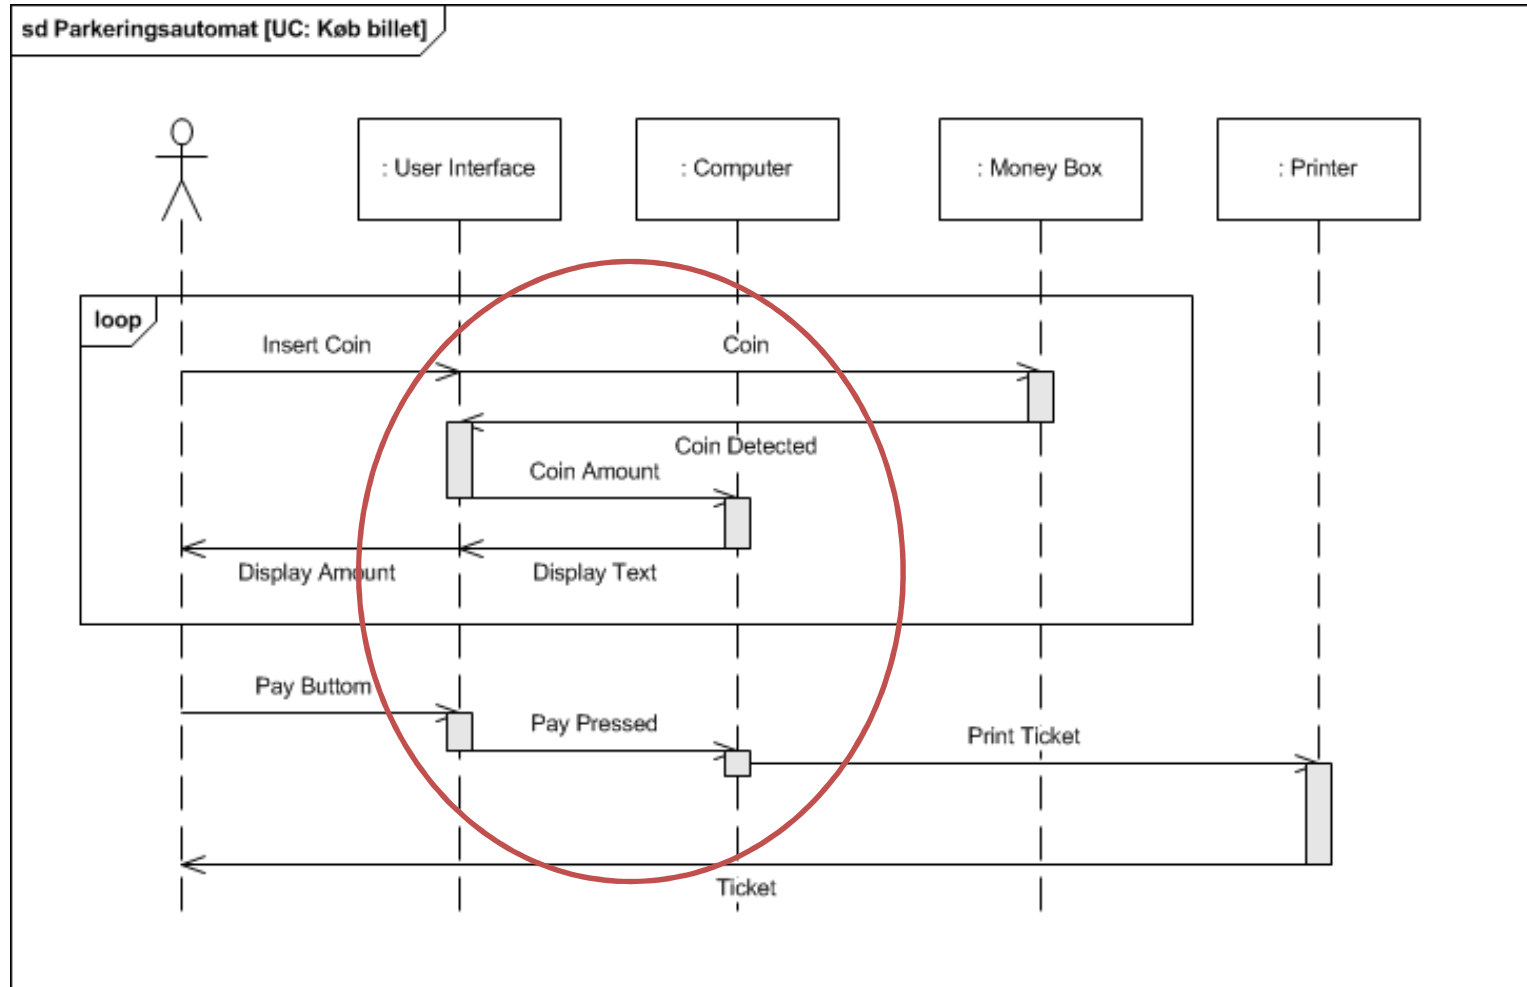 sd Parkeringsautomat [UC: Køb billet]
: User Interface
: Computer
: Money Box
: Printer
loop
Insert Coin
Coin
Coin Detected
Coin Amount
Display Amount
Display Text
Pay Buttom
Pay Pressed
Print Ticket
Ticket